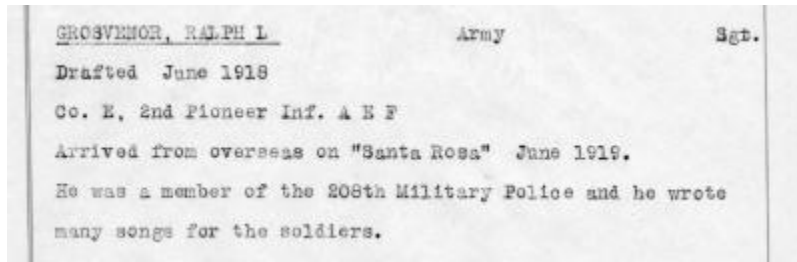 GROSVENOR, RALPH L Army Sgt.
Drafted June 1918
Co. E, 2nd Pioneer Inf. A E F
Arrived from overseas on "Santa Rosa" June 1919.
He was a member of the 208th Military Police and he wrote
many songs for the soldiers.